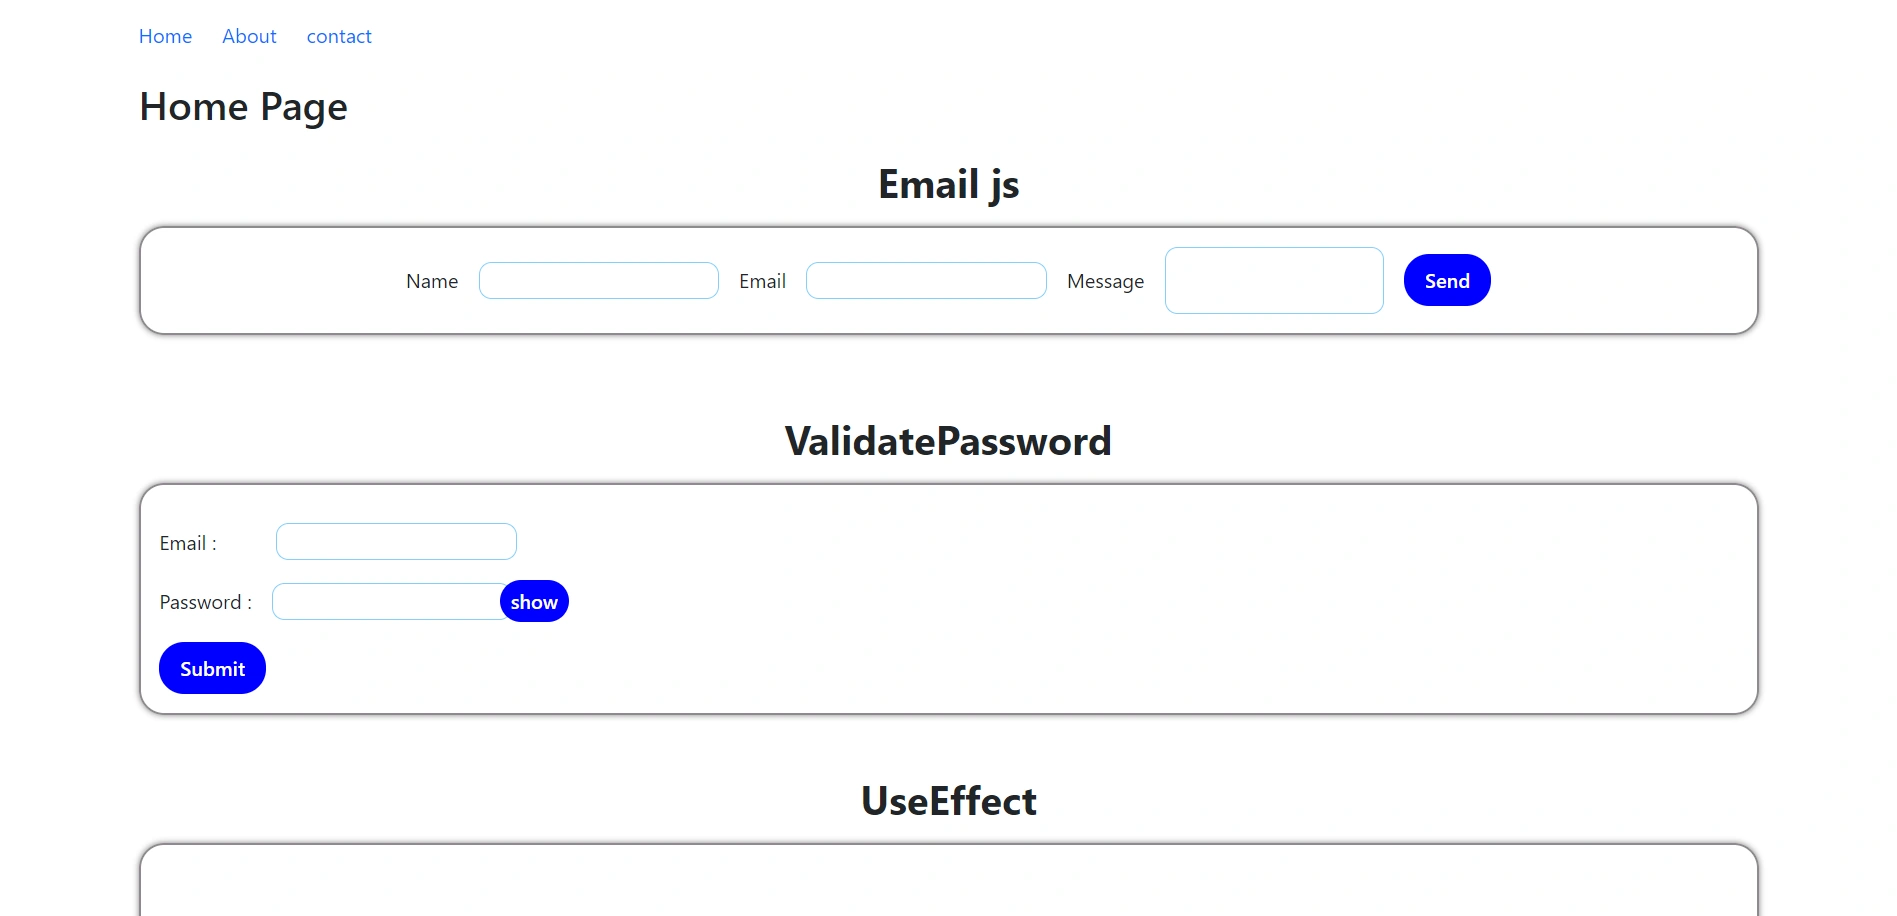 Home About contact
Home Page
Email js
Name Email Message Send
ValidatePassword
Email :
Password : show
Submit
UseEffect